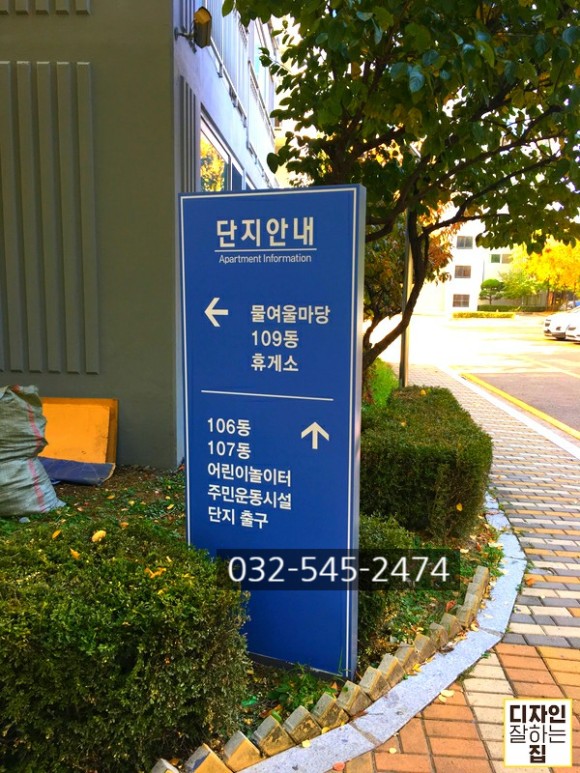 단지안내
Apartment Information
물여울마당
109동
휴게소
106동
107동
어린이놀이터
주민운동시설
단지 출구
032-545-2474
디자인
잘하는
집